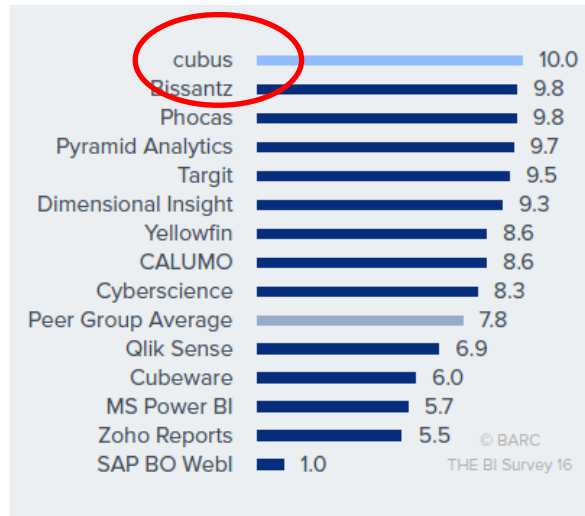 cubus 10.0
Bissantz 9.8
Phocas 9.8
Pyramid Analytics 9.7
Targit 9.5
Dimensional Insight 9.3
Yellowfin 8.6
CALUMO 8.6
Cyberscience 8.3
Peer Group Average 7.8
Qlik Sense 6.9
Cubeware 6.0
MS Power BI 5.7
Zoho Reports 5.5
© BARC
SAP BO WebI 1.0
THE BI Survey 16